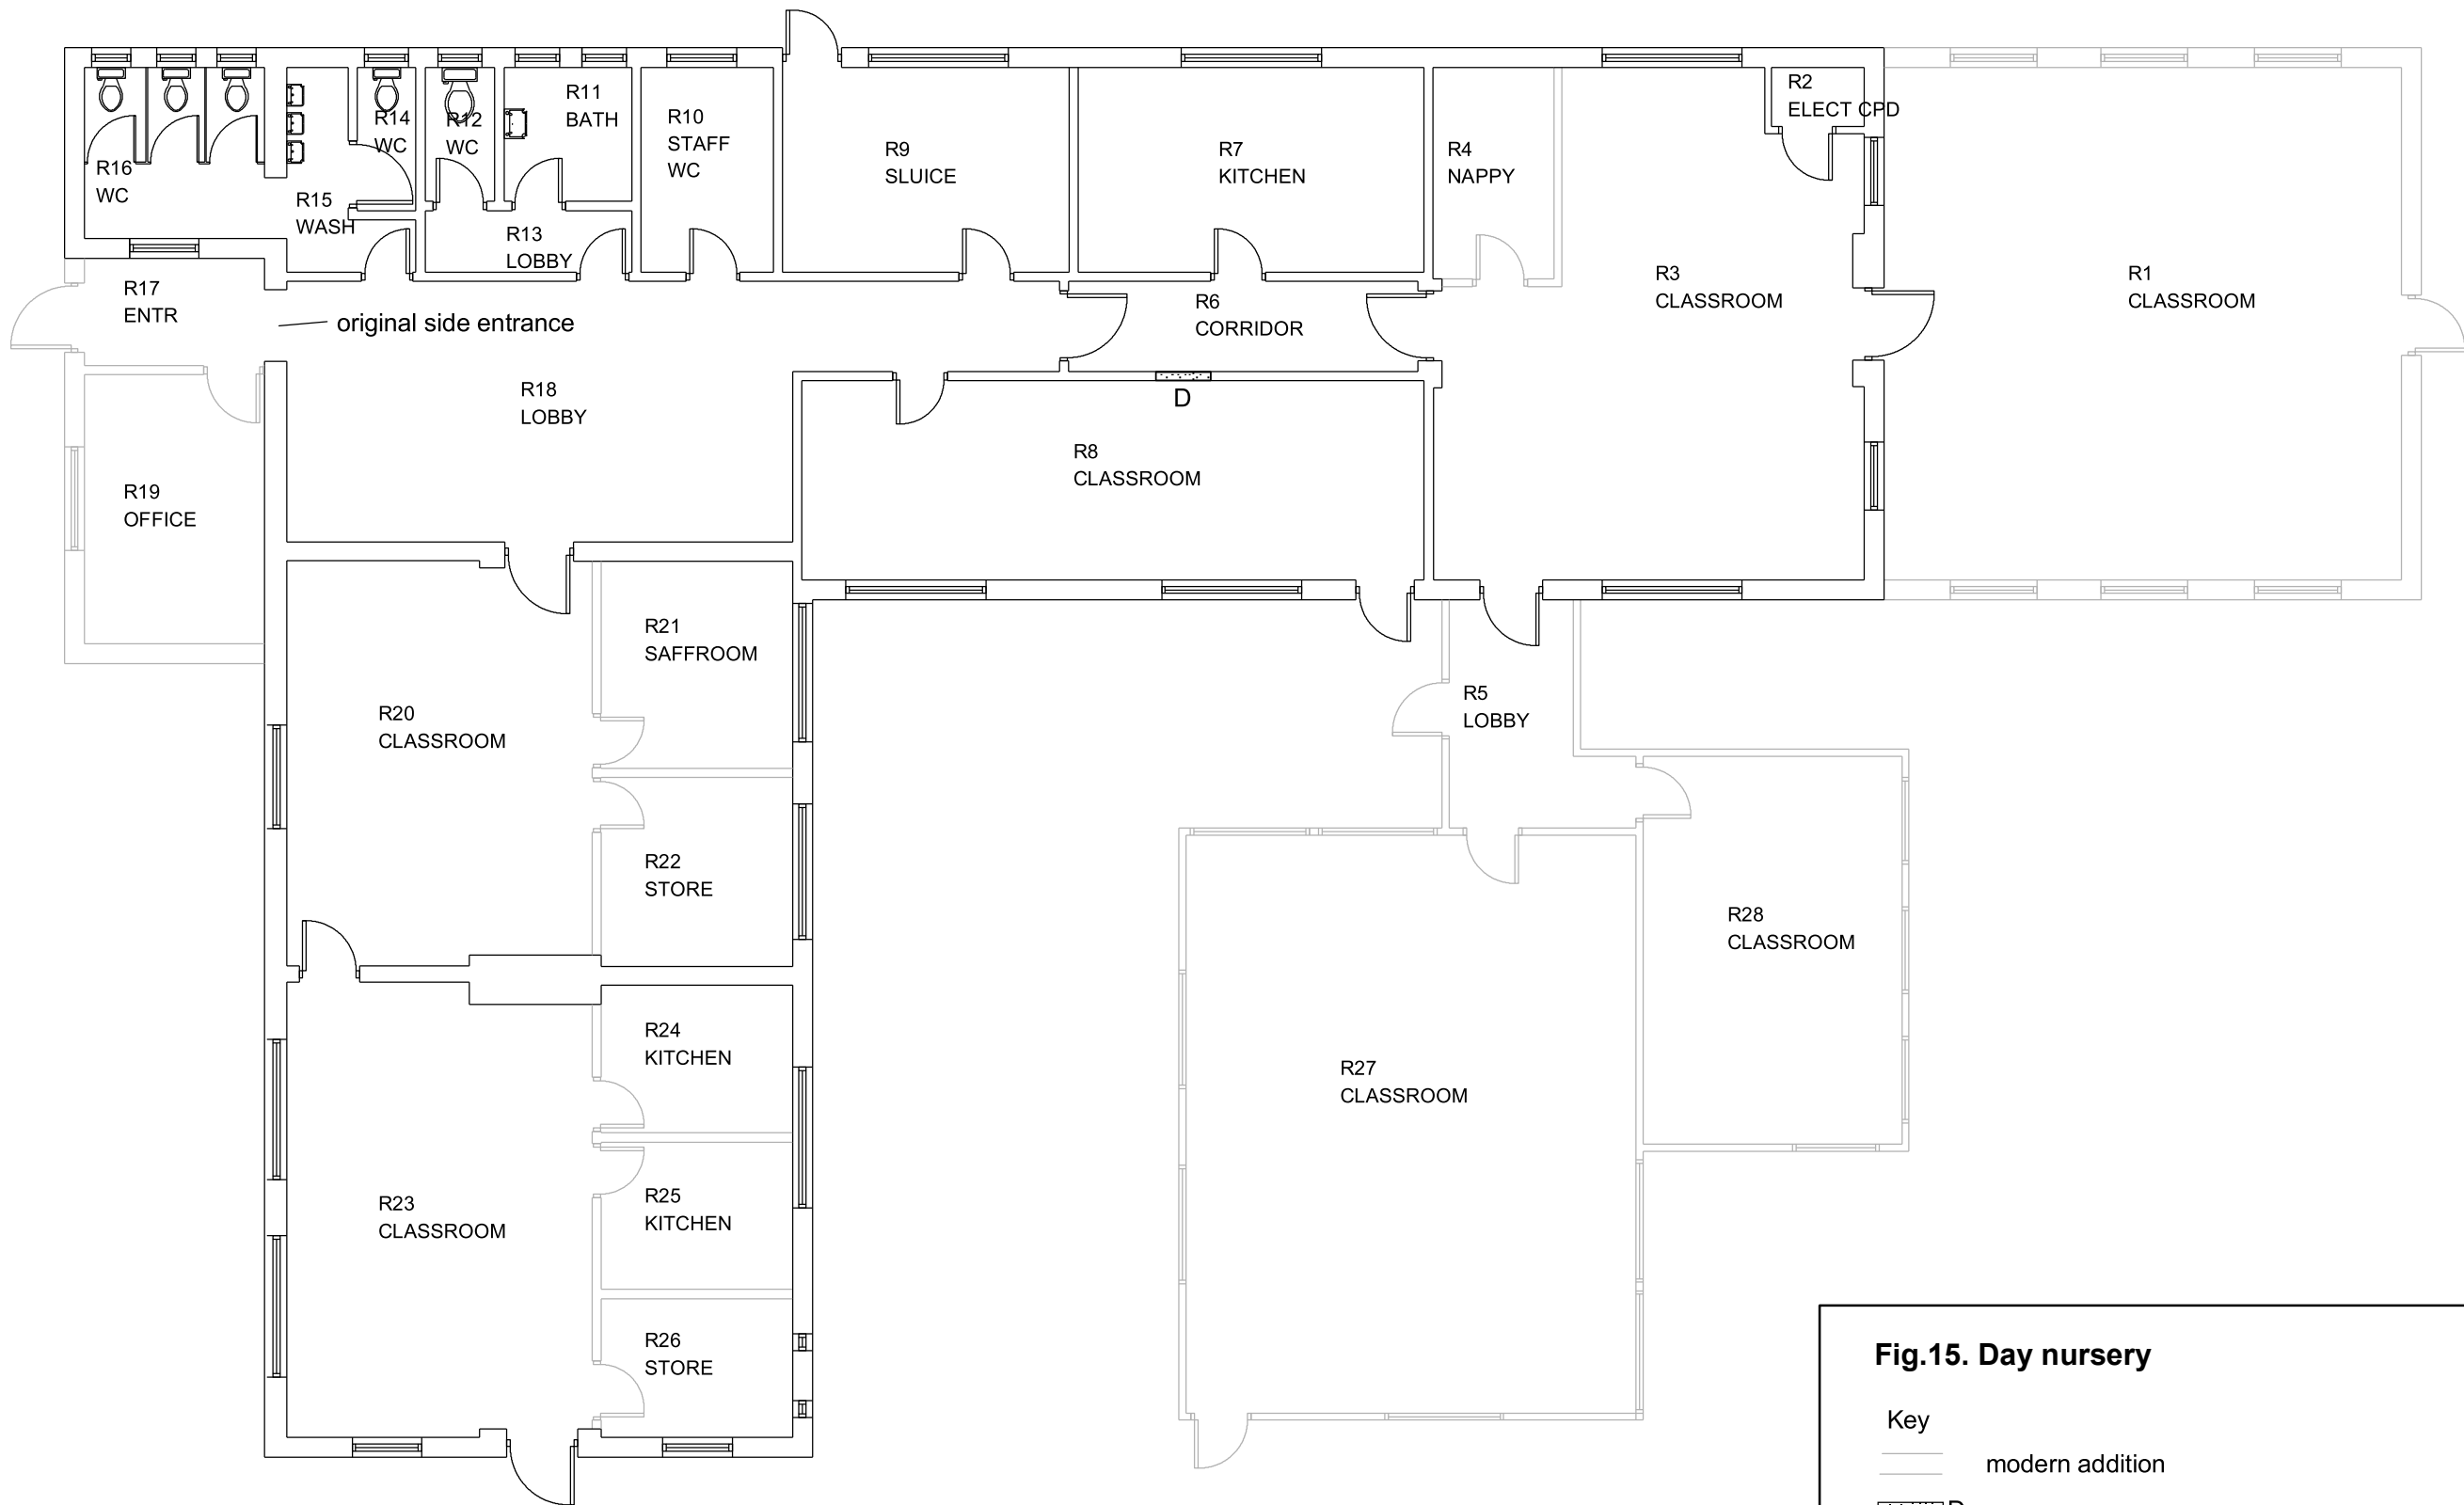 R1
CLASSROOM
R2
ELECT CPD
R3
CLASSROOM
R4
NAPPY
R5
LOBBY
R6
CORRIDOR
R7
KITCHEN
R8
CLASSROOM
D
R9
SLUICE
R10
STAFF
WC
R11
BATH
R12
WC
R13
LOBBY
R14
WC
R15
WASH
R16
WC
R17
ENTR
original side entrance
R18
LOBBY
R19
OFFICE
R20
CLASSROOM
R21
SAFFROOM
R22
STORE
R23
CLASSROOM
R24
KITCHEN
R25
KITCHEN
R26
STORE
R27
CLASSROOM
R28
CLASSROOM
Fig.15. Day nursery
Key
modern addition
D